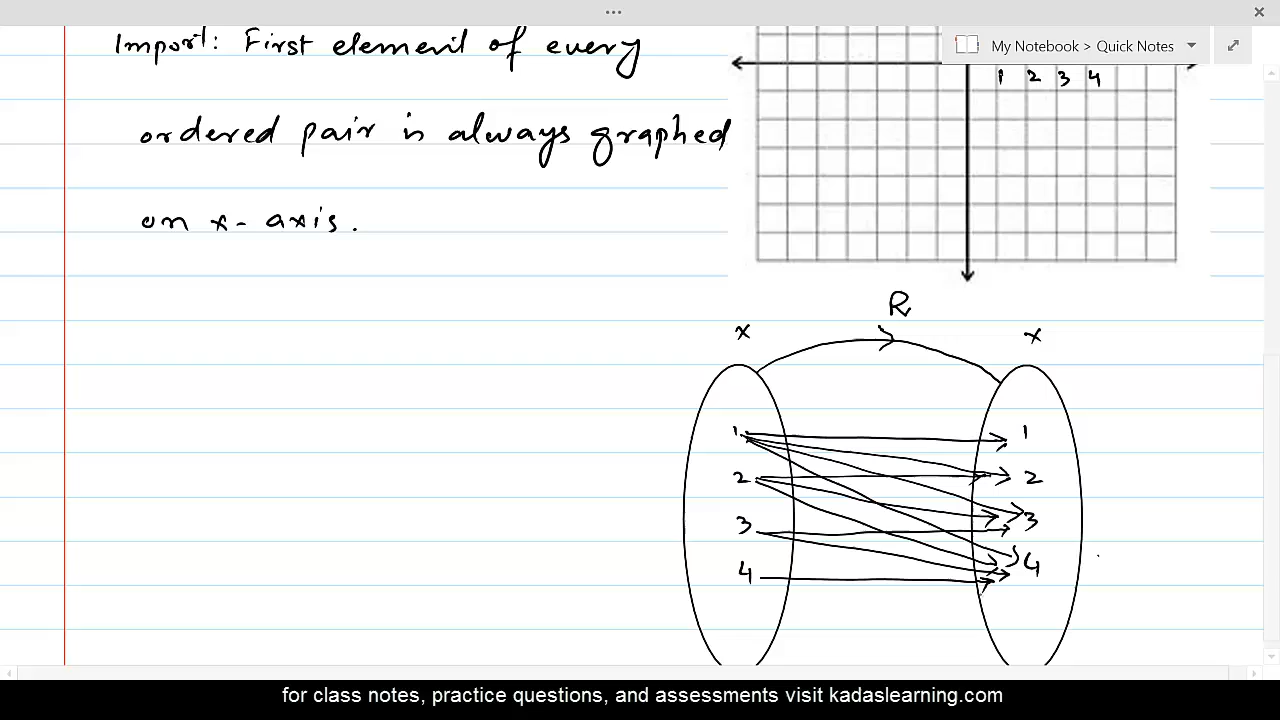 ...
My Notebook > Quick Notes
Import: First element of every
ordered pair is always graphed
on x-axis.
1 2 3 4
R
x x
1 1
2 2
3 3
4 4
for class notes, practice questions, and assessments visit kadaslearning.com